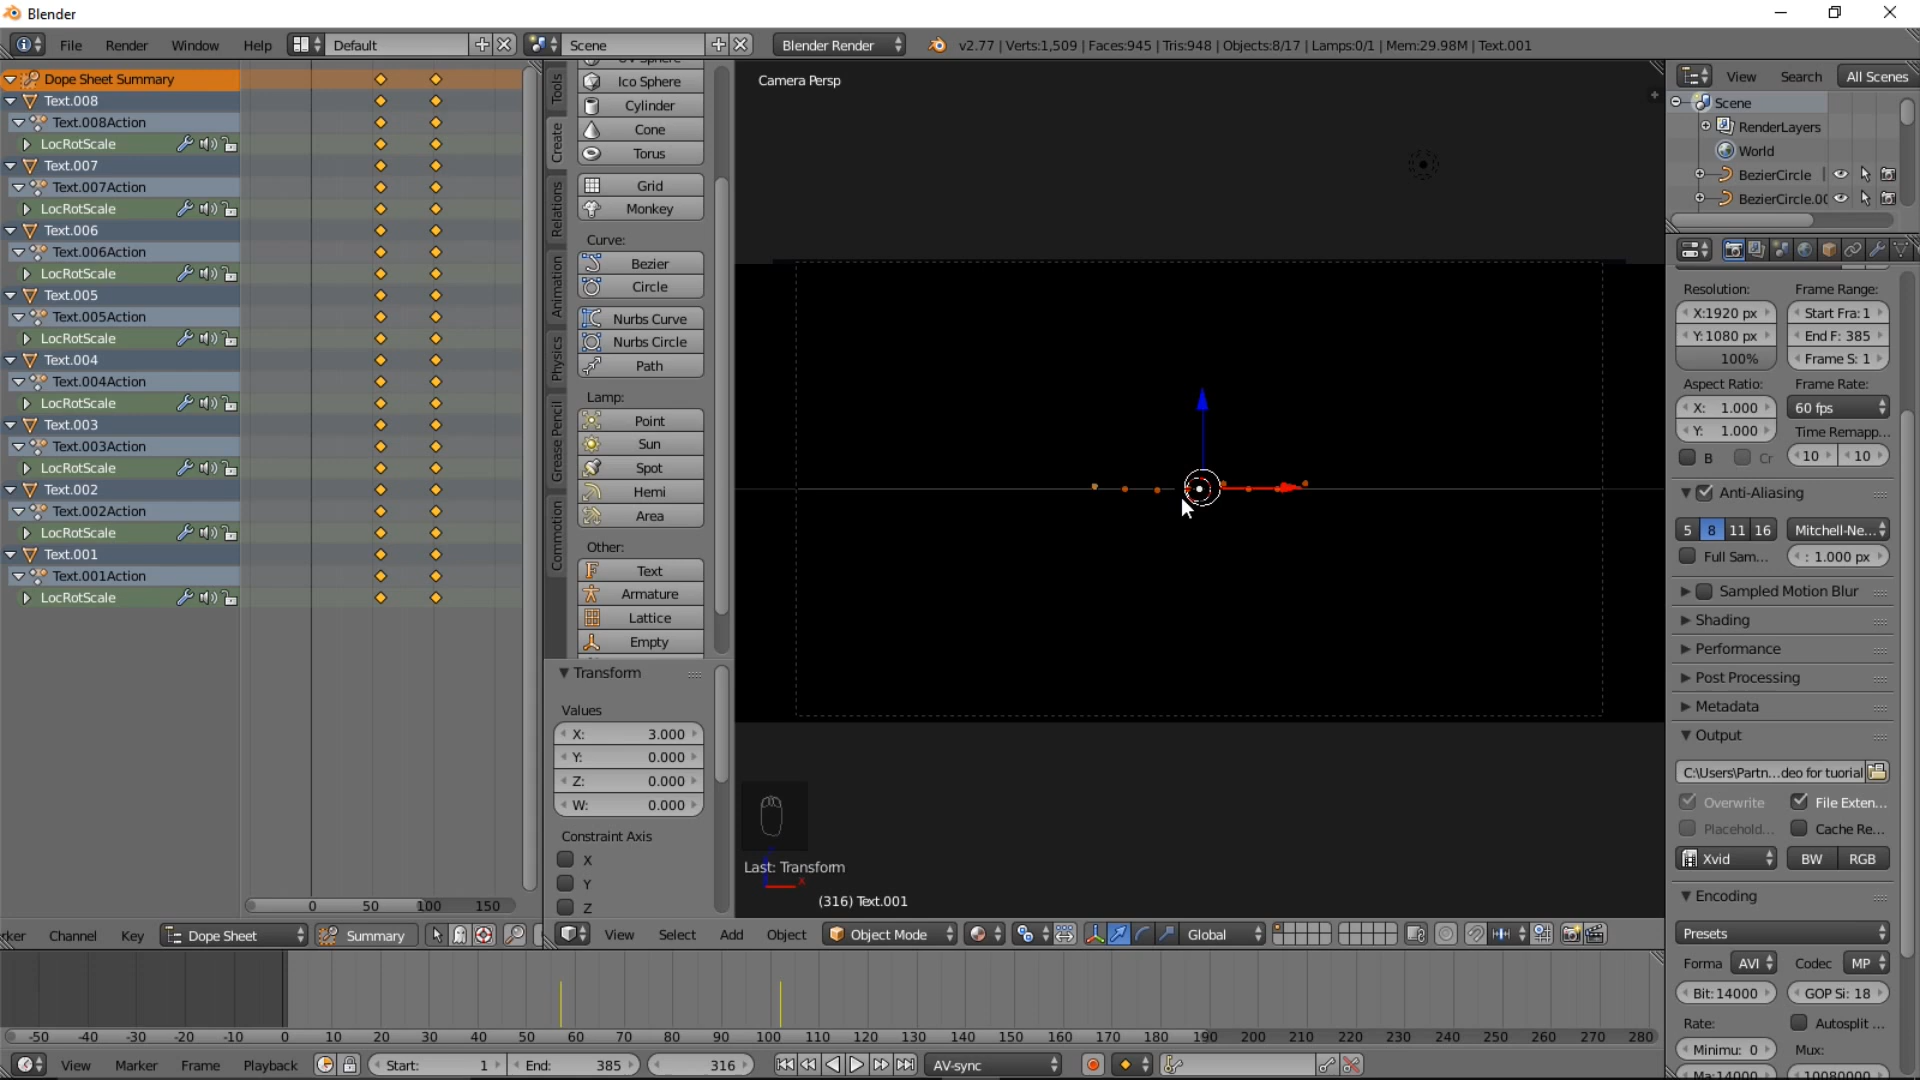 Blender
File Render Window Help Default Scene Blender Render v2.77 | Verts:1,509 | Faces:945 | Tris:948 | Objects:8/17 | Lamps:0/1 | Mem:29.98M | Text.001
Dope Sheet Summary
Text.008
Text.008Action
LocRotScale
Text.007
Text.007Action
LocRotScale
Text.006
Text.006Action
LocRotScale
Text.005
Text.005Action
LocRotScale
Text.004
Text.004Action
LocRotScale
Text.003
Text.003Action
LocRotScale
Text.002
Text.002Action
LocRotScale
Text.001
Text.001Action
LocRotScale
0 50 100 150
Tools
Create
Relations
Animation
Physics
Grease Pencil
Commotion
Ico Sphere
Cylinder
Cone
Torus
Grid
Monkey
Curve:
Bezier
Circle
Nurbs Curve
Nurbs Circle
Path
Lamp:
Point
Sun
Spot
Hemi
Area
Other:
Text
Armature
Lattice
Empty
Transform
Values
X: 3.000
Y: 0.000
Z: 0.000
W: 0.000
Constraint Axis
X
Y
Z
Camera Persp
Last: Transform
x
(316) Text.001
View Search All Scenes
Scene
RenderLayers
World
BezierCircle
BezierCircle.00
Resolution: Frame Range:
X:1920 px Start Fra: 1
Y: 1080 px End F: 385
100% Frame S: 1
Aspect Ratio: Frame Rate:
X: 1.000 60 fps
Y: 1.000 Time Remapp...
B Cr 10 10
Anti-Aliasing
5 8 11 16 Mitchell-Ne...
Full Sam... : 1.000 px
Sampled Motion Blur
Shading
Performance
Post Processing
Metadata
Output
C:\Users\Partn...deo for tuorial
Overwrite File Exten...
Placehold... Cache Re...
Xvid BW RGB
Encoding
Presets
Forma AVI Codec MP
Bit: 14000 GOP Si: 18
Rate: Autosplit ...
Minimu: 0 Mux:
Ma:14000 10080000
ker Channel Key Dope Sheet Summary View Select Add Object Object Mode Global
-50 -40 -30 -20 -10 0 10 20 30 40 50 60 70 80 90 100 110 120 130 140 150 160 170 180 190 200 210 220 230 240 250 260 270 280
View Marker Frame Playback Start: 1 End: 385 316 AV-sync